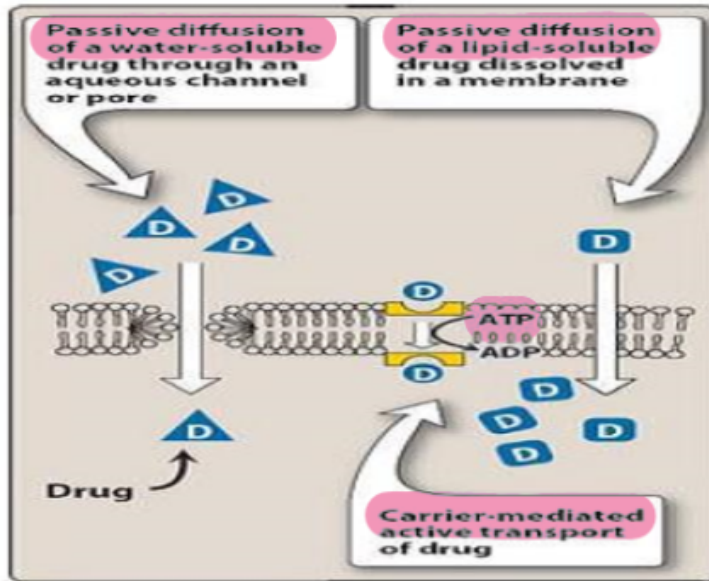 Passive diffusion
of a water-soluble
drug through an
aqueous channel
or pore
Passive diffusion
of a lipid-soluble
drug dissolved
in a membrane
D
D
D
D
D
D
ATP
ADP
D
D
D
D
D
D
Drug
Carrier-mediated
active transport
of drug